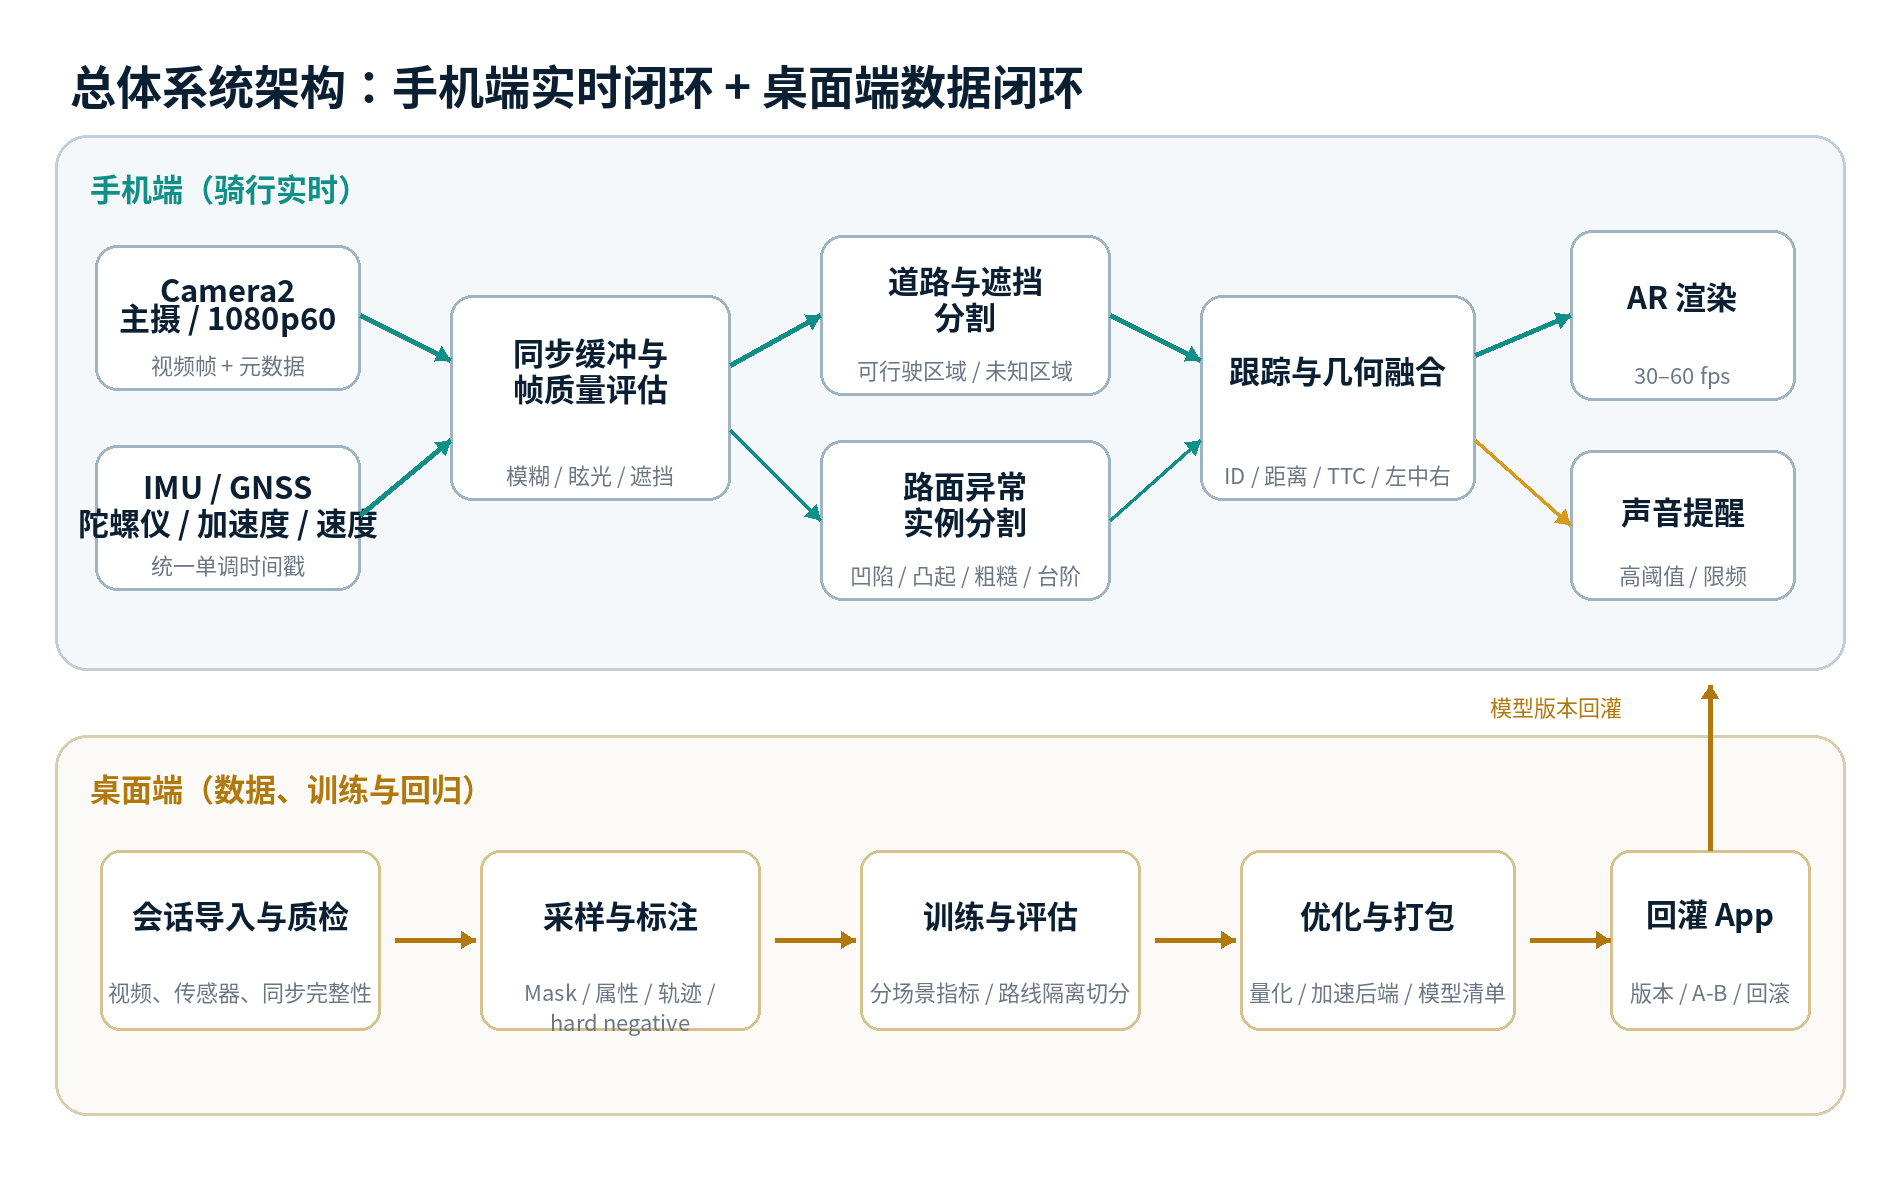 总体系统架构：手机端实时闭环 + 桌面端数据闭环
手机端（骑行实时）
Camera2
主摄 / 1080p60
视频帧 + 元数据
IMU / GNSS
陀螺仪 / 加速度 / 速度
统一单调时间戳
同步缓冲与
帧质量评估
模糊 / 眩光 / 遮挡
道路与遮挡
分割
可行驶区域 / 未知区域
路面异常
实例分割
凹陷 / 凸起 / 粗糙 / 台阶
跟踪与几何融合
ID / 距离 / TTC / 左中右
AR 渲染
30–60 fps
声音提醒
高阈值 / 限频
模型版本回灌
桌面端（数据、训练与回归）
会话导入与质检
视频、传感器、同步完整性
采样与标注
Mask / 属性 / 轨迹 /
hard negative
训练与评估
分场景指标 / 路线隔离切分
优化与打包
量化 / 加速后端 / 模型清单
回灌 App
版本 / A-B / 回滚